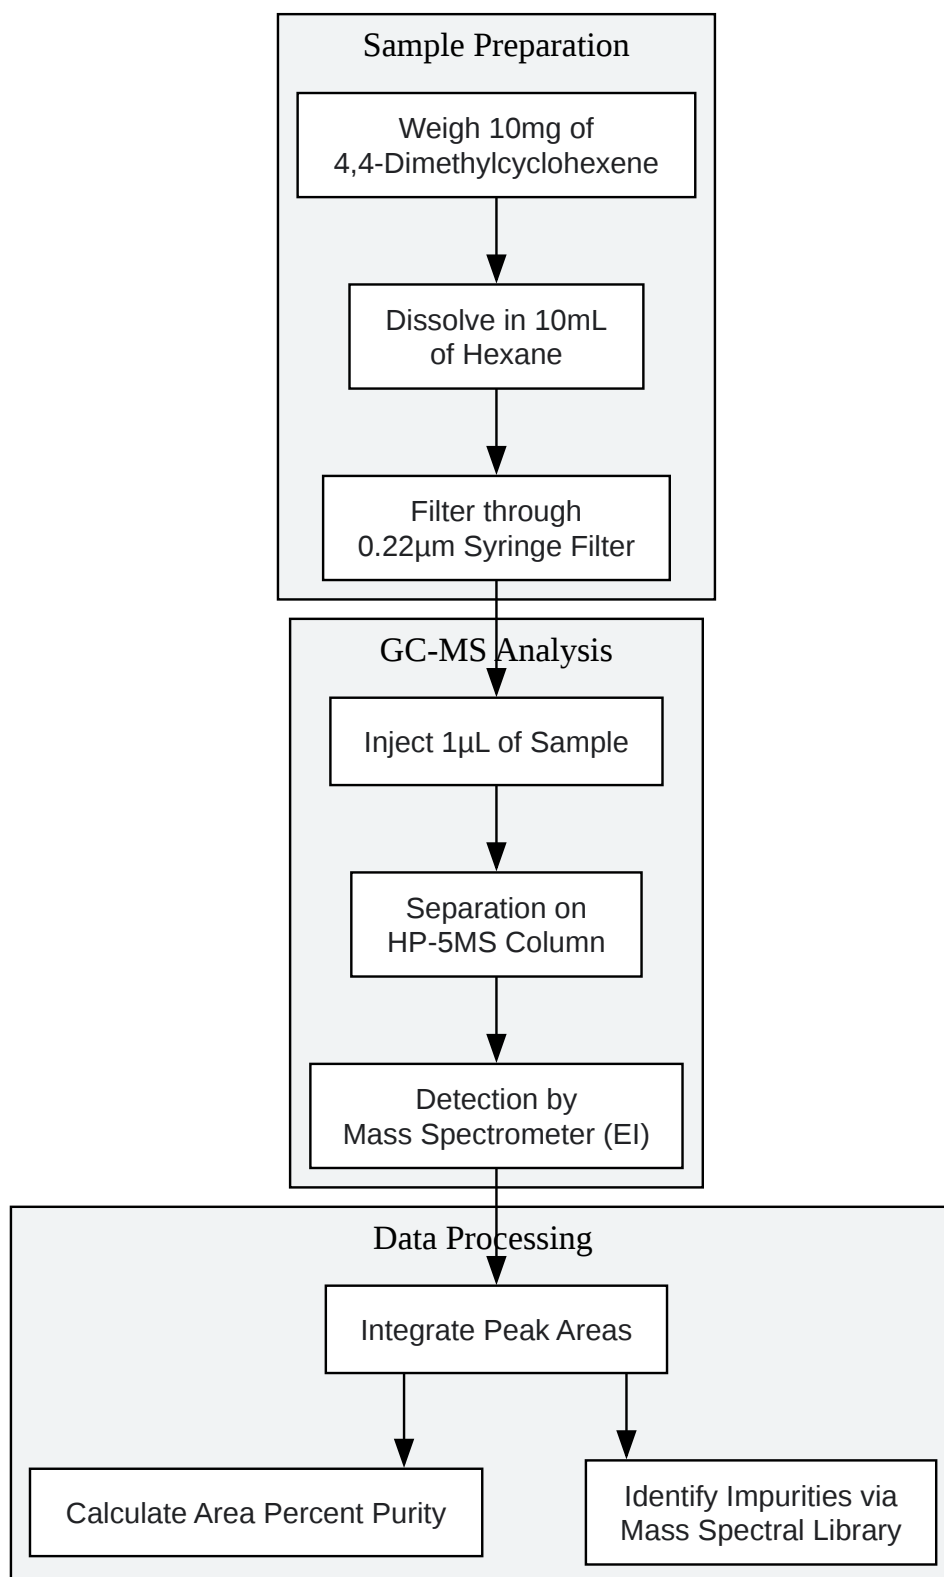 Sample Preparation
Weigh 10mg of
4,4-Dimethylcyclohexene
Dissolve in 10mL
of Hexane
Filter through
0.22µm Syringe Filter
GC-MS Analysis
Inject 1µL of Sample
Separation on
HP-5MS Column
Detection by
Mass Spectrometer (EI)
Data Processing
Integrate Peak Areas
Calculate Area Percent Purity
Identify Impurities via
Mass Spectral Library